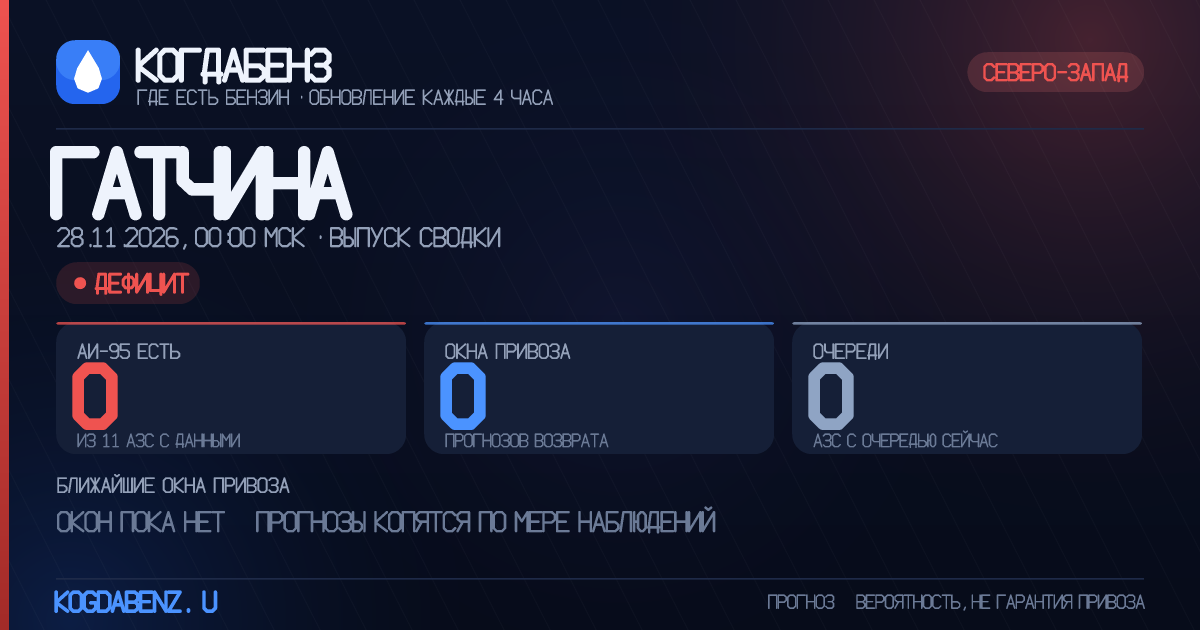 КОГДАБЕНЗ
ГДЕ ЕСТЬ БЕНЗИН · ОБНОВЛЕНИЕ КАЖДЫЕ 4 ЧАСА
СЕВЕРО-ЗАПАД
ГАТЧИНА
28.11.2026, 00:00 МСК · ВЫПУСК СВОДКИ
ДЕФИЦИТ
АИ-95 ЕСТЬ
0
ИЗ 11 АЗС С ДАННЫМИ
ОКНА ПРИВОЗА
0
ПРОГНОЗОВ ВОЗВРАТА
ОЧЕРЕДИ
0
АЗС С ОЧЕРЕДЬЮ СЕЙЧАС
БЛИЖАЙШИЕ ОКНА ПРИВОЗА
ОКОН ПОКА НЕТ ПРОГНОЗЫ КОПЯТСЯ ПО МЕРЕ НАБЛЮДЕНИЙ
KOGDABENZ. U
ПРОГНОЗ ВЕРОЯТНОСТЬ, НЕ ГАРАНТИЯ ПРИВОЗА